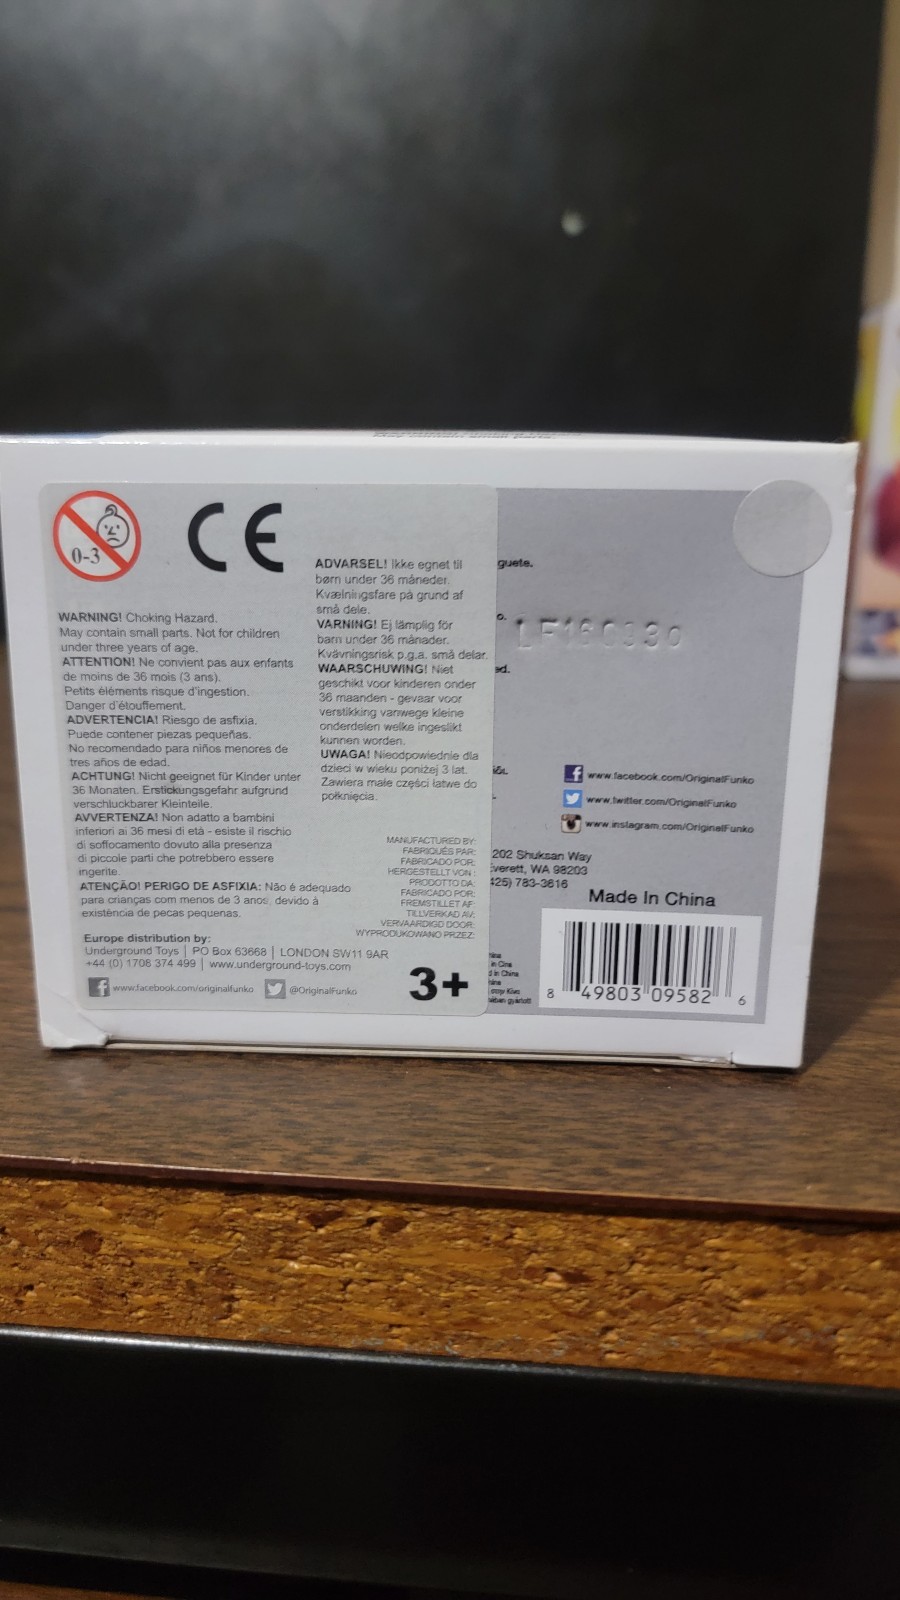 0-3
CE
WARNING! Choking Hazard.
May contain small parts. Not for children
under three years of age.
ATTENTION! Ne convient pas aux enfants
de moins de 36 mois (3 ans).
Petits éléments risque d'ingestion.
Danger d'étouffement.
ADVERTENCIA! Riesgo de asfixia.
Puede contener piezas pequeñas.
No recomendado para niños menores de
tres años de edad.
ACHTUNG! Nicht geeignet für Kinder unter
36 Monaten. Erstickungsgefahr aufgrund
verschluckbarer Kleinteile.
AVVERTENZA! Non adatto a bambini
inferiori ai 36 mesi di età - esiste il rischio
di soffocamento dovuto alla presenza
di piccole parti che potrebbero essere
ingerite.
ATENÇÃO! PERIGO DE ASFIXIA: Não é adequado
para crianças com menos de 3 anos, devido à
existência de peças pequenas.
Europe distribution by:
Underground Toys | PO Box 63668 | LONDON SW11 9AR
+44 (0) 1708 374 499 | www.underground-toys.com
www.facebook.com/originalfunko @OriginalFunko
ADVARSEL! Ikke egnet til
børn under 36 måneder.
Kvælningsfare på grund af
små dele.
VARNING! Ej lämplig för
barn under 36 månader.
Kvävningsrisk p.g.a. små delar.
WAARSCHUWING! Niet
geschikt voor kinderen onder
36 maanden - gevaar voor
verstikking vanwege kleine
onderdelen welke ingeslikt
kunnen worden.
UWAGA! Nieodpowiednie dla
dzieci w wieku poniżej 3 lat.
Zawiera małe części łatwo do
połknięcia.
MANUFACTURED BY:
FABRIQUÉS PAR:
FABRICADO POR:
HERGESTELLT VON:
PRODOTTO DA:
FABRICADO POR:
FREMSTILLET AF:
TILLVERKAD AV:
VERVAARDIGD DOOR:
WYPRODUKOWANO PRZEZ:
3+
guete.
o.
LF160930
ed.
www.facebook.com/OriginalFunko
www.twitter.com/OriginalFunko
www.instagram.com/OriginalFunko
202 Shuksan Way
verett, WA 98203
425) 783-3616
Made In China
8 49803 09582 6